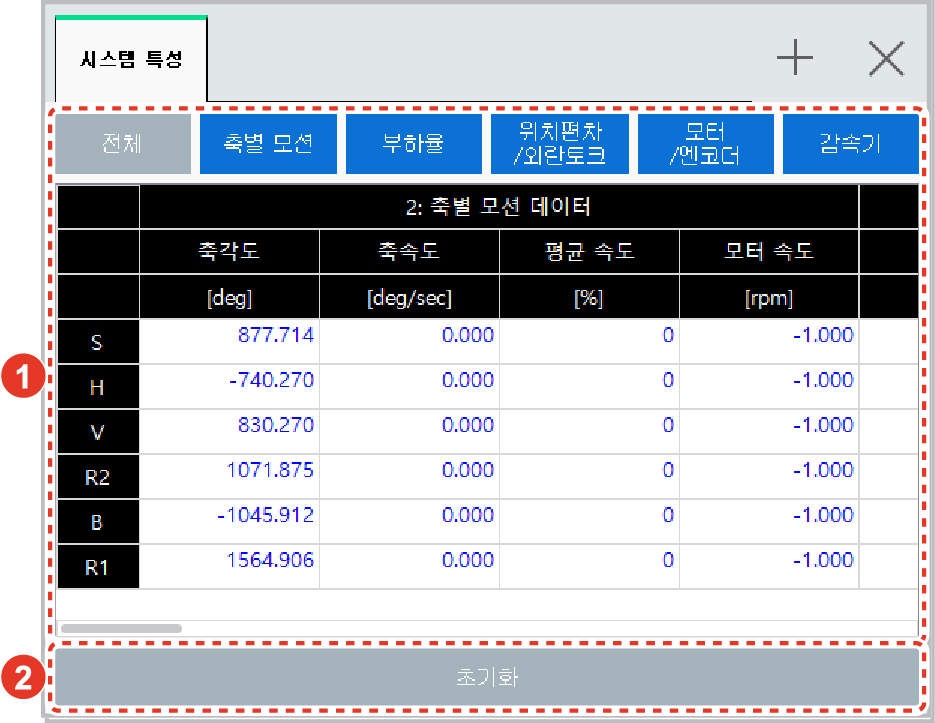 시스템 특성
전체
축별 모션
부하율
위치편차
/외란토크
모터
/엔코더
감속기
2: 축별 모션 데이터
축각도 축속도 평균 속도 모터 속도
[deg] [deg/sec] [%] [rpm]
S 877.714 0.000 0 -1.000
H -740.270 0.000 0 -1.000
V 830.270 0.000 0 -1.000
R2 1071.875 0.000 0 -1.000
B -1045.912 0.000 0 -1.000
R1 1564.906 0.000 0 -1.000
1
초기화
2